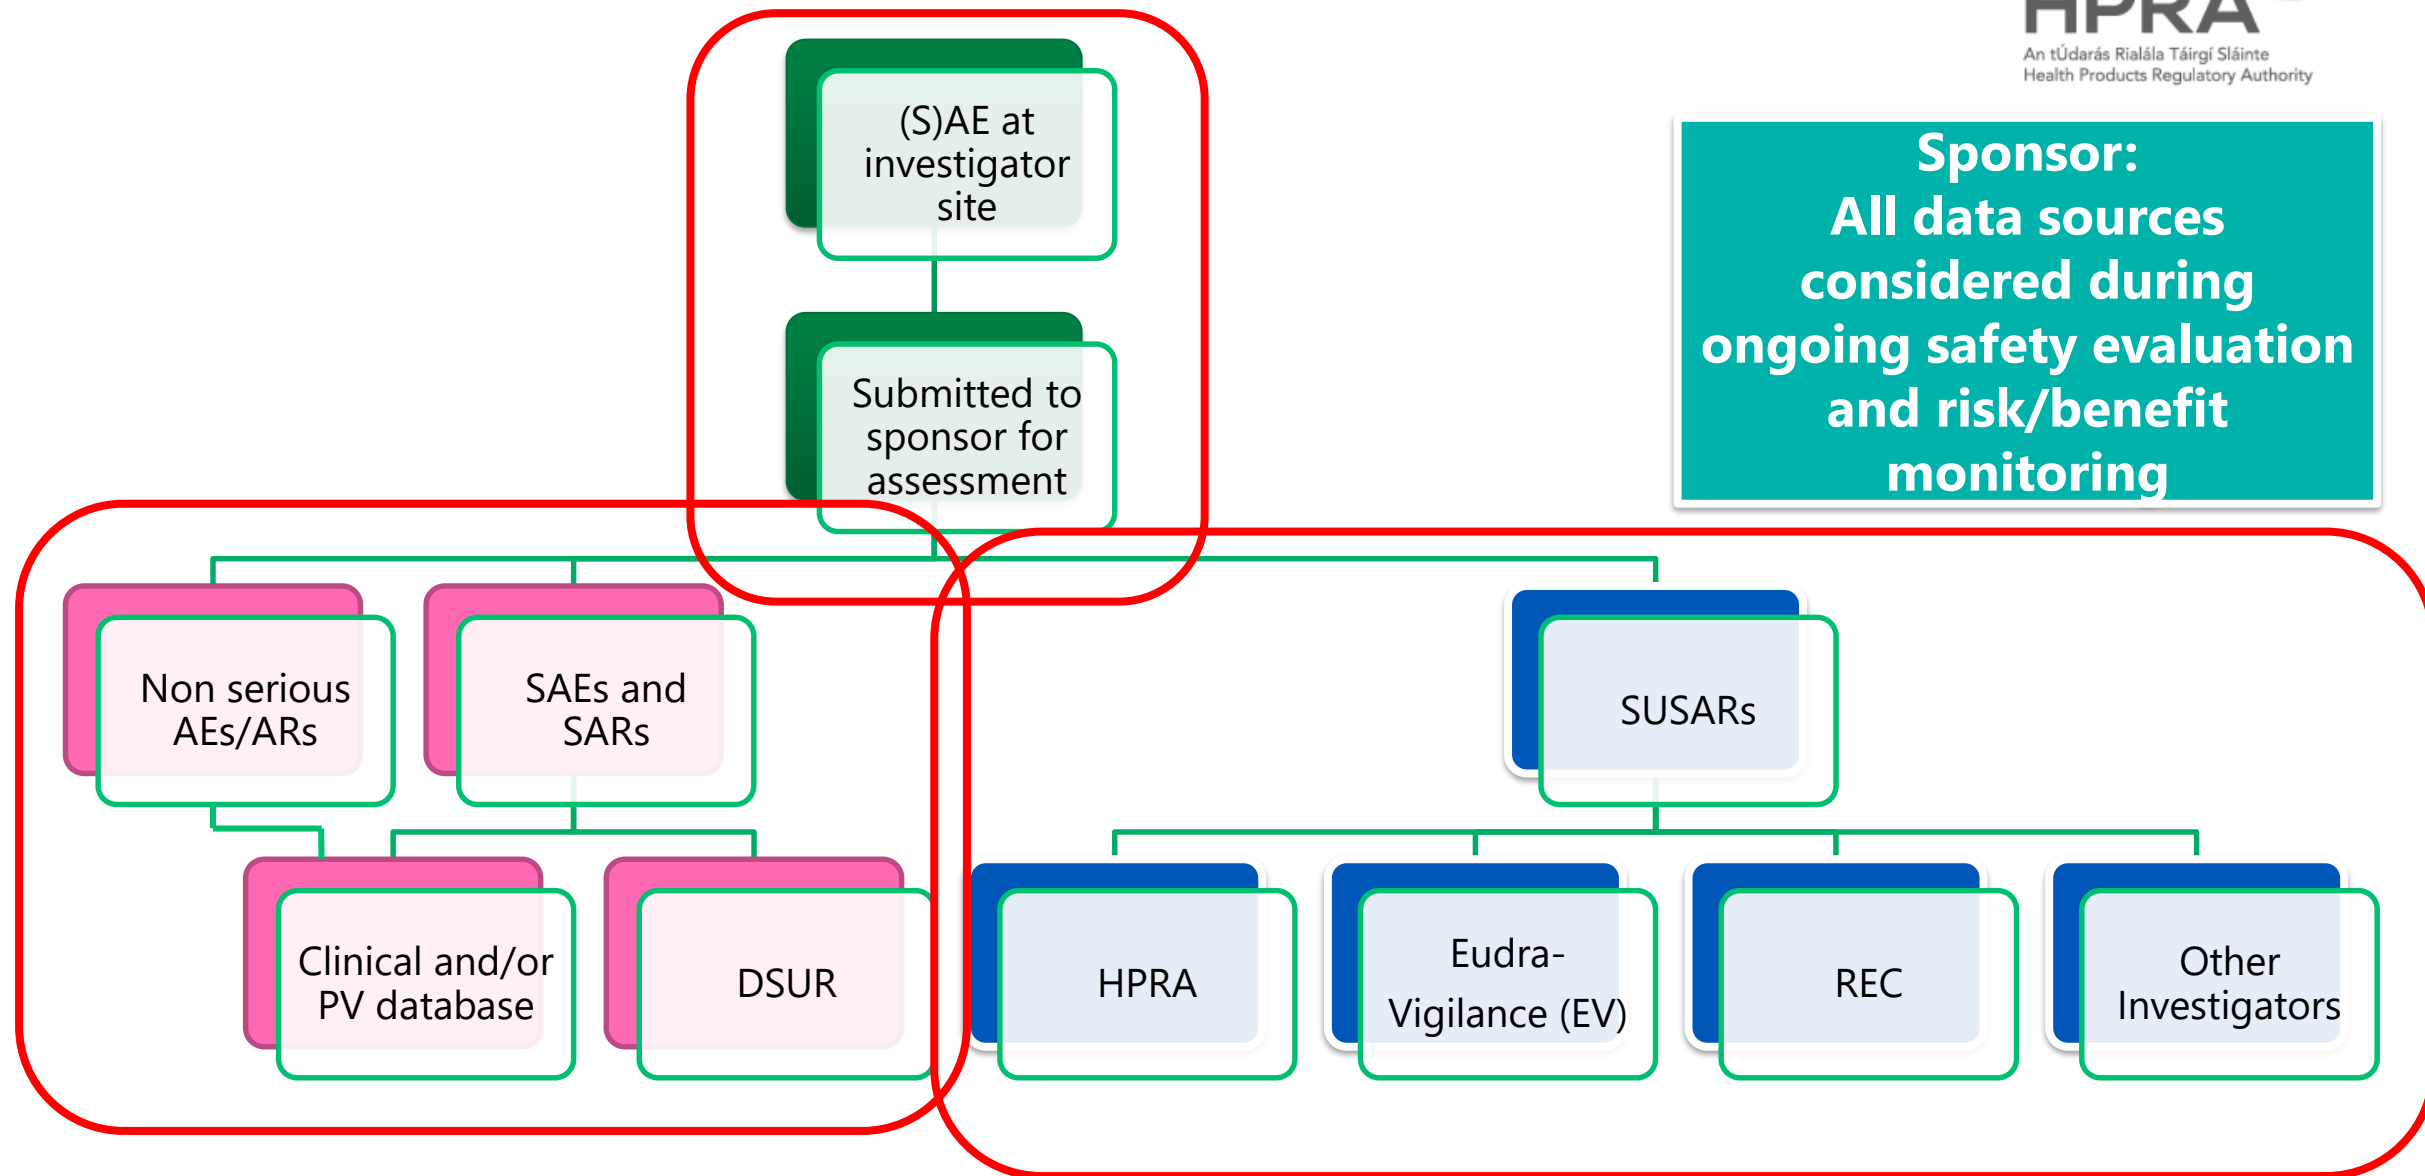 HPRA
An tÚdarás Rialála Táirgí Sláinte
Health Products Regulatory Authority
(S)AE at
investigator
site
Sponsor:
All data sources
considered during
ongoing safety evaluation
and risk/benefit
monitoring
Submitted to
sponsor for
assessment
Non serious
AEs/ARs
SAEs and
SARs
SUSARs
Clinical and/or
PV database
DSUR
HPRA
Eudra-
Vigilance (EV)
REC
Other
Investigators